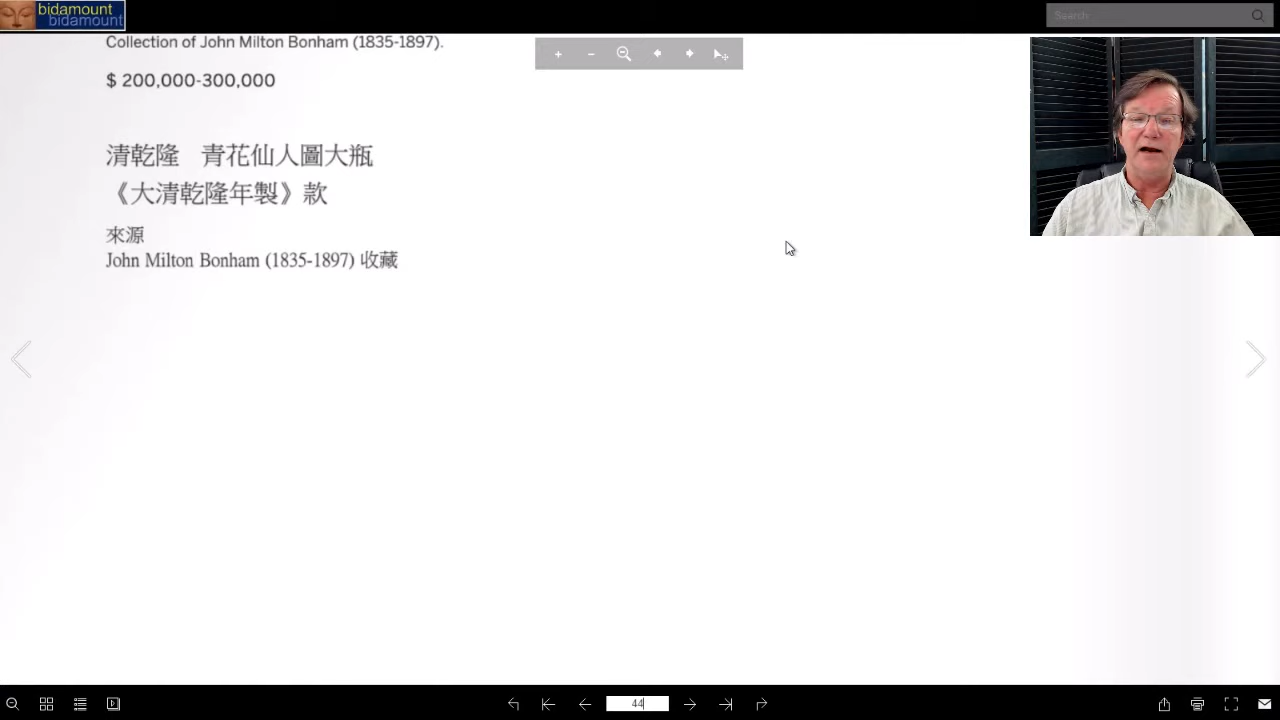 bidamount
bidamount
Search
Collection of John Milton Bonham (1835-1897).
$ 200,000-300,000
清乾隆 青花仙人圖大瓶
《大清乾隆年製》款
來源
John Milton Bonham (1835-1897) 收藏
44